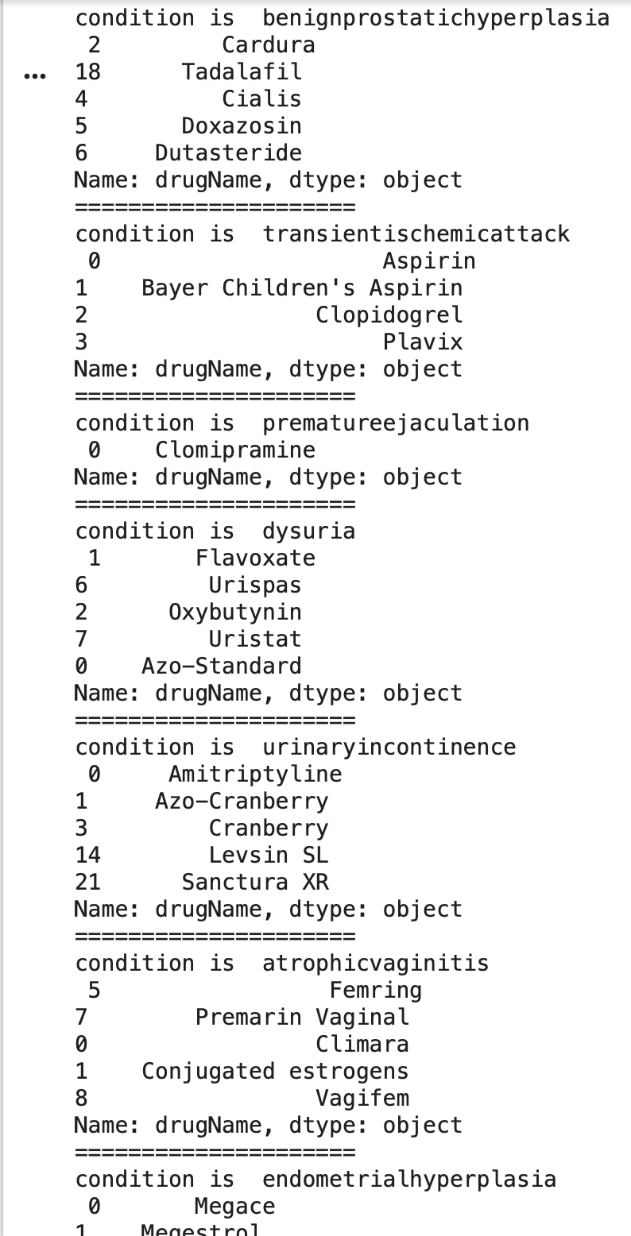 condition is  benignprostatichyperplasia
 2         Cardura
18      Tadalafil
...
4          Cialis
5       Doxazosin
6     Dutasteride
Name: drugName, dtype: object
=====================
condition is  transientischemicattack
 0                     Aspirin
1    Bayer Children's Aspirin
2                 Clopidogrel
3                      Plavix
Name: drugName, dtype: object
=====================
condition is  prematureejaculation
 0    Clomipramine
Name: drugName, dtype: object
=====================
condition is  dysuria
 1       Flavoxate
6         Urispas
2      Oxybutynin
7         Uristat
0    Azo-Standard
Name: drugName, dtype: object
=====================
condition is  urinaryincontinence
 0     Amitriptyline
1     Azo-Cranberry
3         Cranberry
14        Levsin SL
21      Sanctura XR
Name: drugName, dtype: object
=====================
condition is  atrophicvaginitis
 5                 Femring
7        Premarin Vaginal
0                 Climara
1    Conjugated estrogens
8                 Vagifem
Name: drugName, dtype: object
=====================
condition is  endometrialhyperplasia
 0       Megace
1    Megestrol